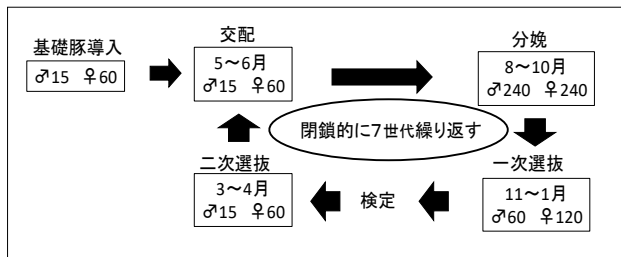 基礎豚導入
♂15 ♀60
交配
5～6月
♂15 ♀60
分娩
8～10月
♂240 ♀240
閉鎖的に7世代繰り返す
一次選抜
11～1月
♂60 ♀120
検定
二次選抜
3～4月
♂15 ♀60